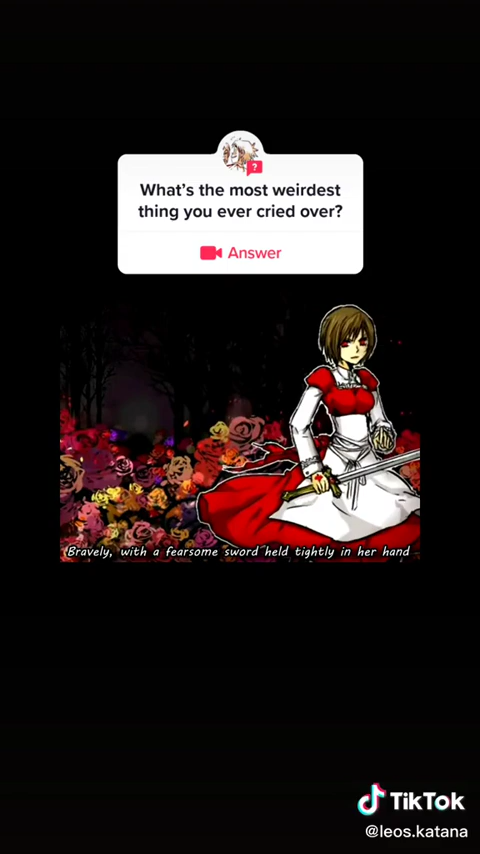 ?
What's the most weirdest
thing you ever cried over?
Answer
Bravely, with a fearsome sword held tightly in her hand
TikTok
@leos.katana